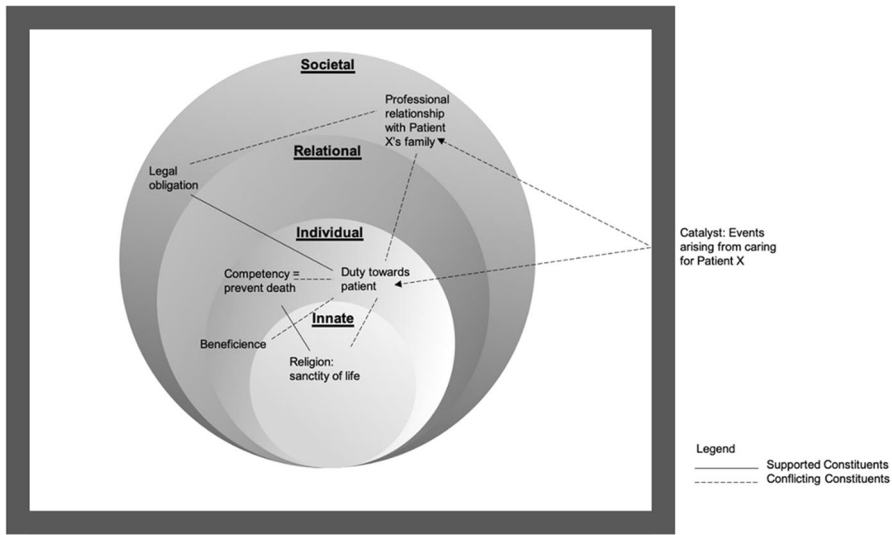 Societal
Professional
relationship
with Patient
X's family
Relational
Legal
obligation
Individual
Catalyst: Events
arising from caring
for Patient X
Competency =
prevent death
Duty towards
patient
Innate
Beneficience
Religion:
sanctity of life
Legend
Supported Constituents
Conflicting Constituents